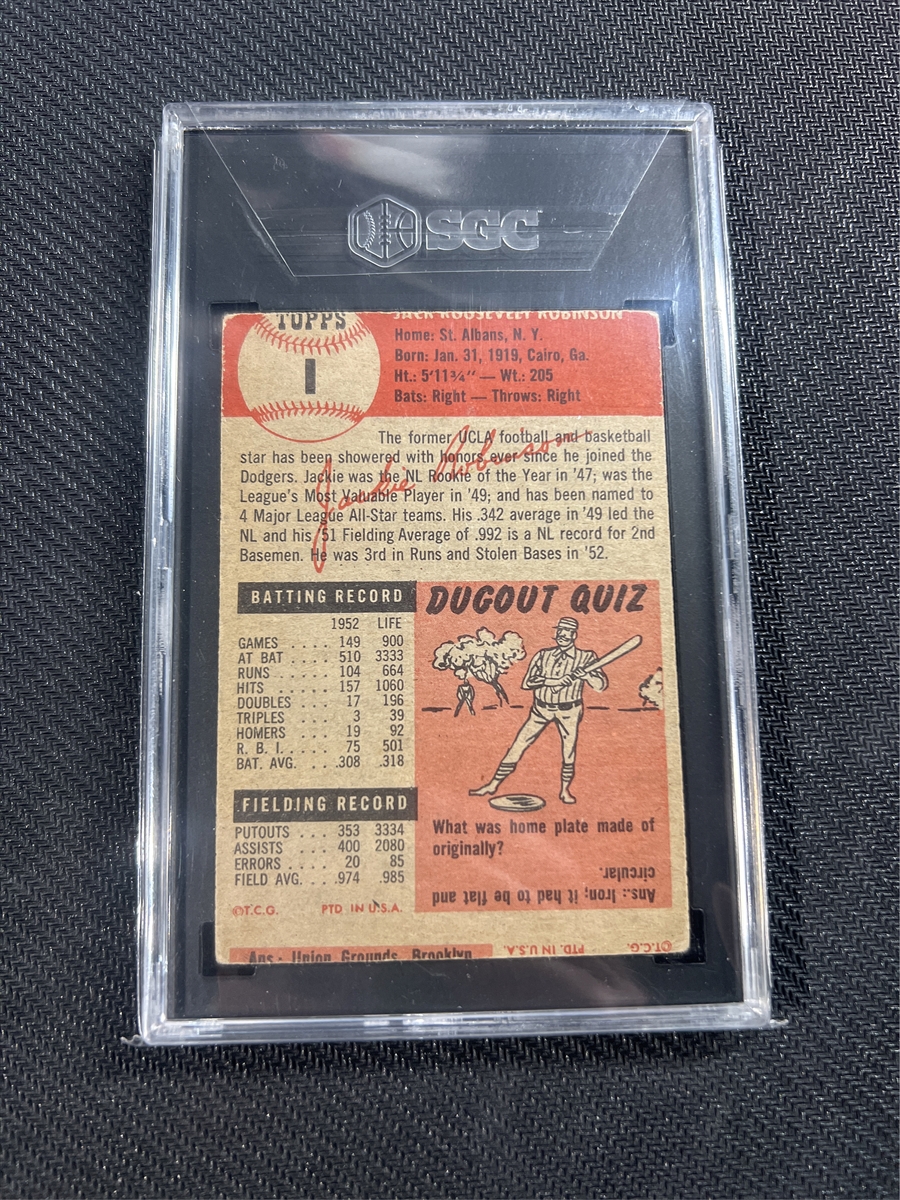 SGC
TOPPS
1
JACK ROOSEVELT ROBINSON
Home: St. Albans, N. Y.
Born: Jan. 31, 1919, Cairo, Ga.
Ht.: 5'11¾" — Wt.: 205
Bats: Right — Throws: Right
The former UCLA football and basketball
star has been showered with honors ever since he joined the
Dodgers. Jackie was the NL Rookie of the Year in '47; was the
League's Most Valuable Player in '49; and has been named to
4 Major League All-Star teams. His .342 average in '49 led the
NL and his '51 Fielding Average of .992 is a NL record for 2nd
Basemen. He was 3rd in Runs and Stolen Bases in '52.
Jackie Robinson
BATTING RECORD
1952 LIFE
GAMES .... 149 900
AT BAT .... 510 3333
RUNS .... 104 664
HITS .... 157 1060
DOUBLES ... 17 196
TRIPLES ... 3 39
HOMERS ... 19 92
R. B. I. .... 75 501
BAT. AVG. ... .308 .318
FIELDING RECORD
PUTOUTS ... 353 3334
ASSISTS ... 400 2080
ERRORS ... 20 85
FIELD AVG. ... .974 .985
©T.C.G. PTD. IN U.S.A.
DUGOUT QUIZ
What was home plate made of
originally?
Ans.: Iron; it had to be flat and
circular.
Ans.: Union Grounds, Brooklyn
©T.C.G. PTD. IN U.S.A.